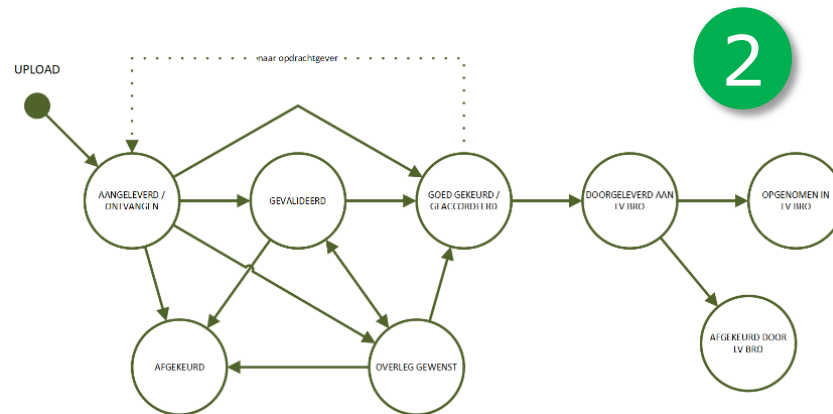 2
naar opdrachtgever
UPLOAD
AANGELEVERD /
ONTVANGEN
GEVALIDEERD
GOED GEKEURD /
GEACCORDEERD
DOORGELEVERD AAN
LV BRO
OPGENOMEN IN
LV BRO
AFGEKEURD
OVERLEG GEWENST
AFGEKEURD DOOR
LV BRO